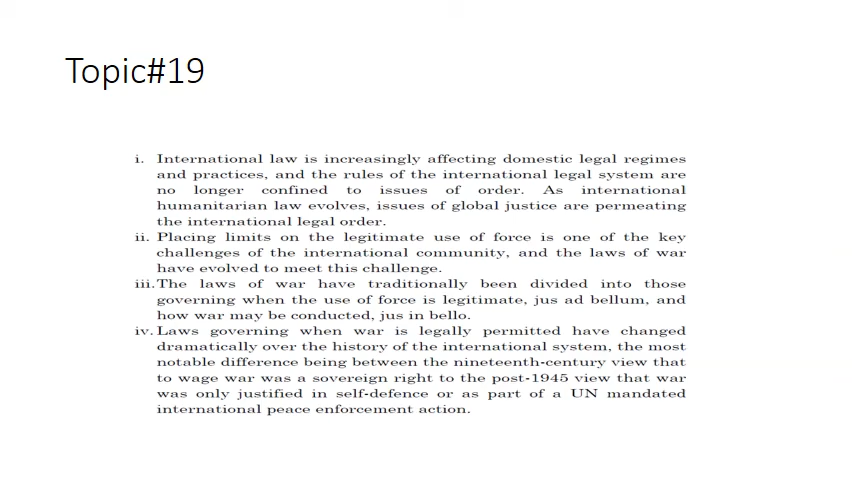 Topic#19
i. International law is increasingly affecting domestic legal regimes
and practices, and the rules of the international legal system are
no longer confined to issues of order. As international
humanitarian law evolves, issues of global justice are permeating
the international legal order.
ii. Placing limits on the legitimate use of force is one of the key
challenges of the international community, and the laws of war
have evolved to meet this challenge.
iii.The laws of war have traditionally been divided into those
governing when the use of force is legitimate, jus ad bellum, and
how war may be conducted, jus in bello.
iv. Laws governing when war is legally permitted have changed
dramatically over the history of the international system, the most
notable difference being between the nineteenth-century view that
to wage war was a sovereign right to the post-1945 view that war
was only justified in self-defence or as part of a UN mandated
international peace enforcement action.